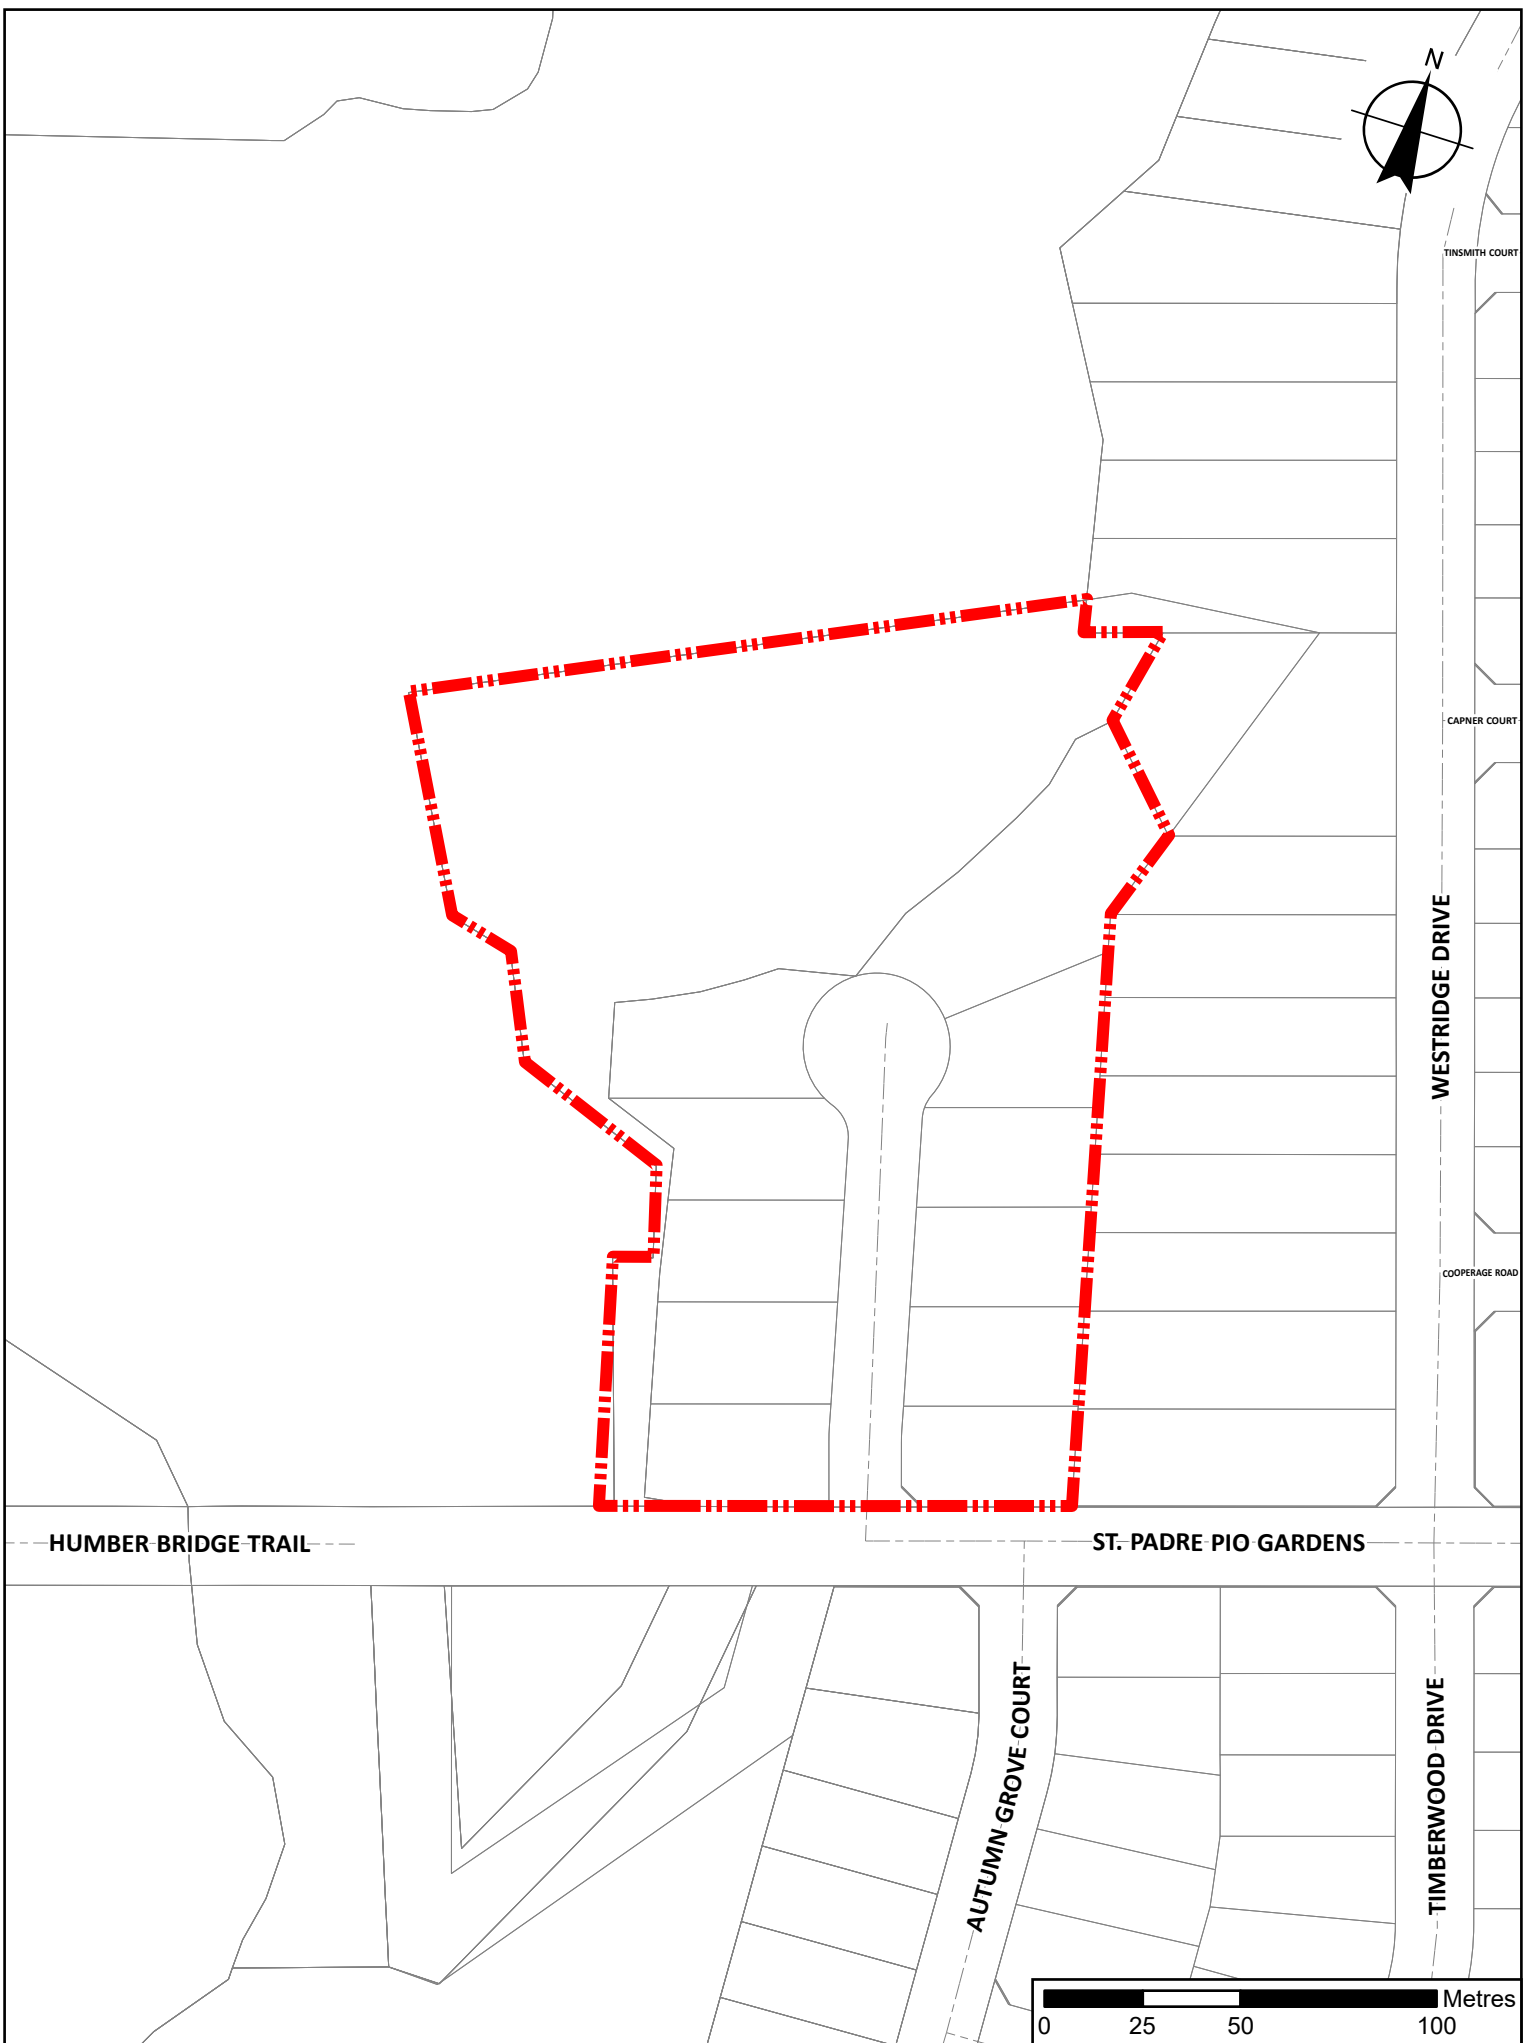 N
TINSMITH COURT
CAPNER COURT
WESTRIDGE DRIVE
COOPERAGE ROAD
HUMBER BRIDGE TRAIL
ST. PADRE PIO GARDENS
AUTUMN GROVE COURT
TIMBERWOOD DRIVE
Metres
0 25 50 100